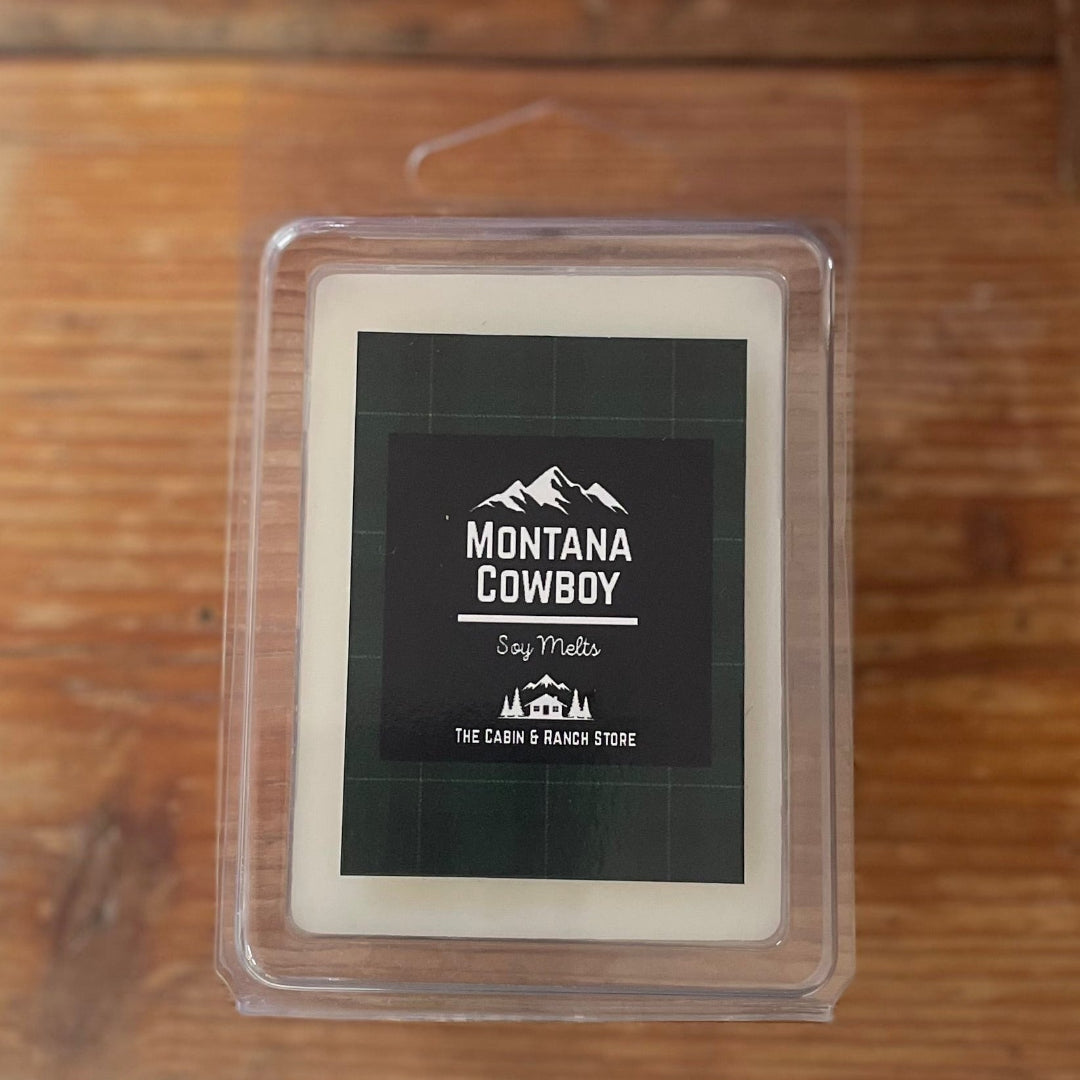 MONTANA
COWBOY
Soy Melts
THE CABIN & RANCH STORE